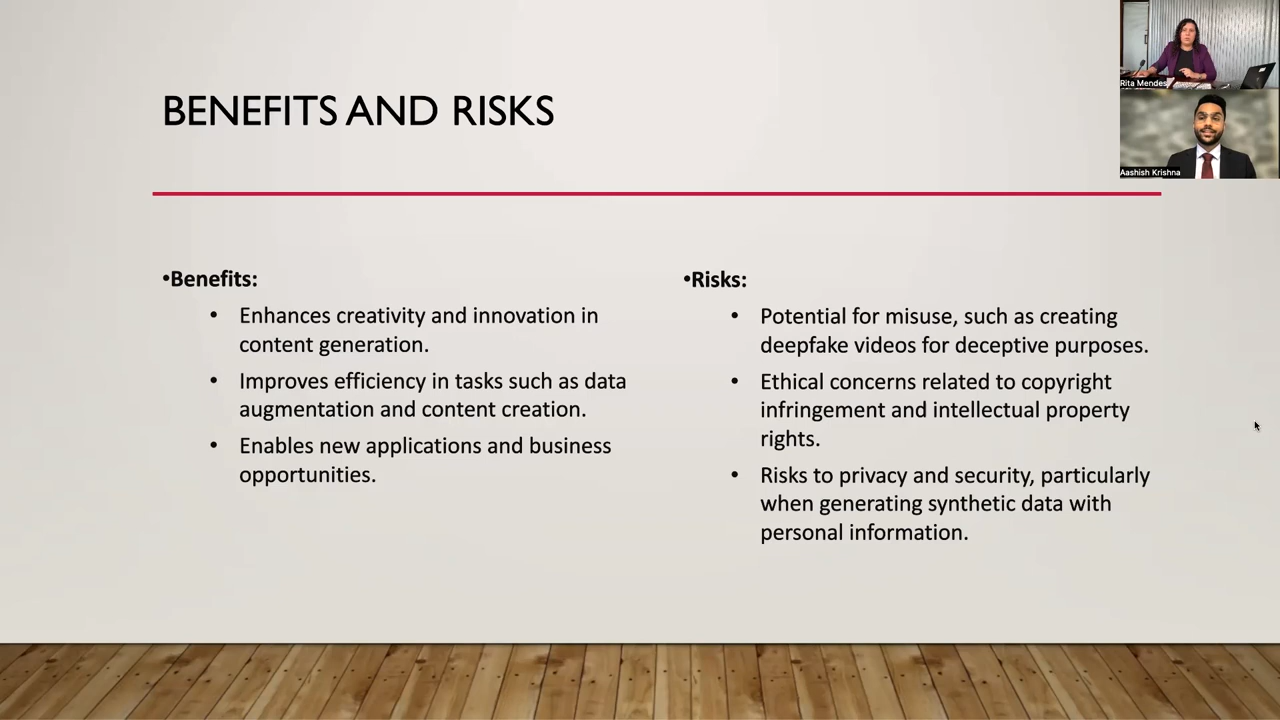 BENEFITS AND RISKS
Rita Mendes
Aashish Krishna
•Benefits:
• Enhances creativity and innovation in
content generation.
• Improves efficiency in tasks such as data
augmentation and content creation.
• Enables new applications and business
opportunities.
•Risks:
• Potential for misuse, such as creating
deepfake videos for deceptive purposes.
• Ethical concerns related to copyright
infringement and intellectual property
rights.
• Risks to privacy and security, particularly
when generating synthetic data with
personal information.